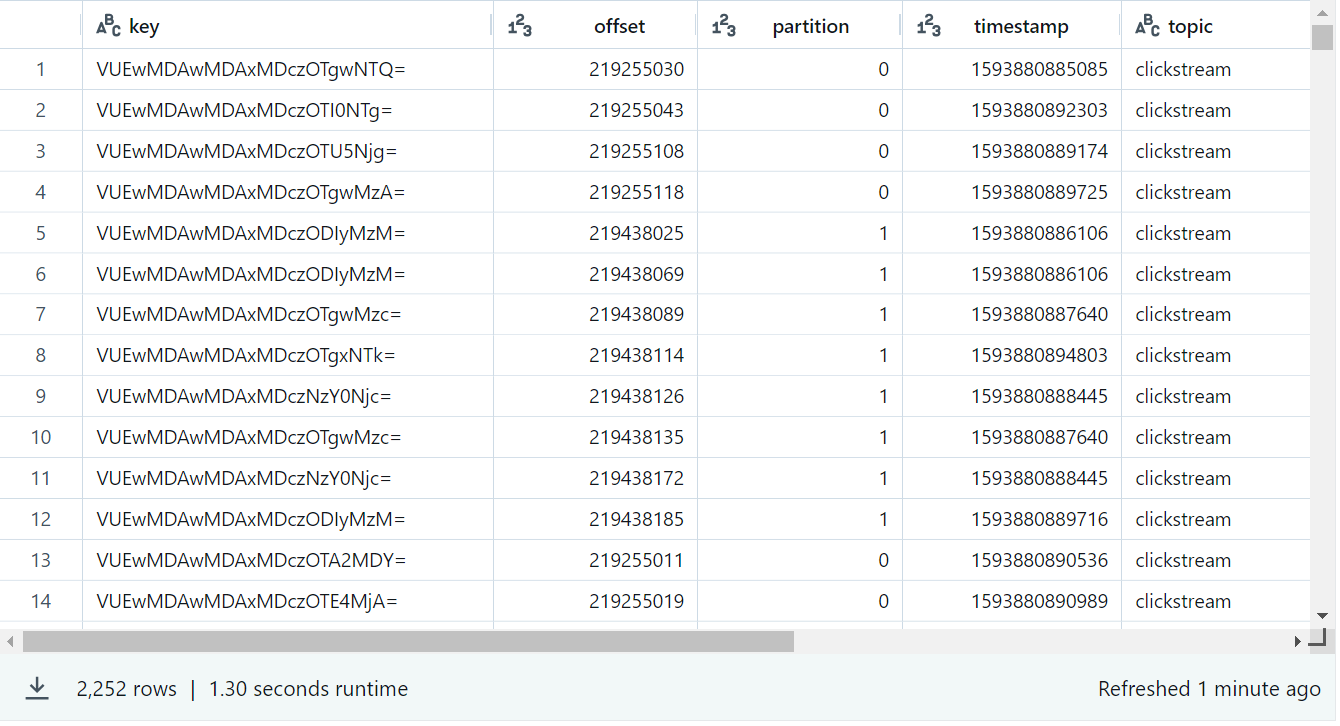 ABC key 123 offset 123 partition 123 timestamp ABC topic
1 VUEwMDAwMDAxMDczOTgwNTQ= 219255030 0 1593880885085 clickstream
2 VUEwMDAwMDAxMDczOTI0NTg= 219255043 0 1593880892303 clickstream
3 VUEwMDAwMDAxMDczOTU5Njg= 219255108 0 1593880889174 clickstream
4 VUEwMDAwMDAxMDczOTgwMzA= 219255118 0 1593880889725 clickstream
5 VUEwMDAwMDAxMDczODIyMzM= 219438025 1 1593880886106 clickstream
6 VUEwMDAwMDAxMDczODIyMzM= 219438069 1 1593880886106 clickstream
7 VUEwMDAwMDAxMDczOTgwMzc= 219438089 1 1593880887640 clickstream
8 VUEwMDAwMDAxMDczOTgxNTk= 219438114 1 1593880894803 clickstream
9 VUEwMDAwMDAxMDczNzY0Njc= 219438126 1 1593880888445 clickstream
10 VUEwMDAwMDAxMDczOTgwMzc= 219438135 1 1593880887640 clickstream
11 VUEwMDAwMDAxMDczNzY0Njc= 219438172 1 1593880888445 clickstream
12 VUEwMDAwMDAxMDczODIyMzM= 219438185 1 1593880889716 clickstream
13 VUEwMDAwMDAxMDczOTA2MDY= 219255011 0 1593880890536 clickstream
14 VUEwMDAwMDAxMDczOTE4MjA= 219255019 0 1593880890989 clickstream
2,252 rows | 1.30 seconds runtime Refreshed 1 minute ago